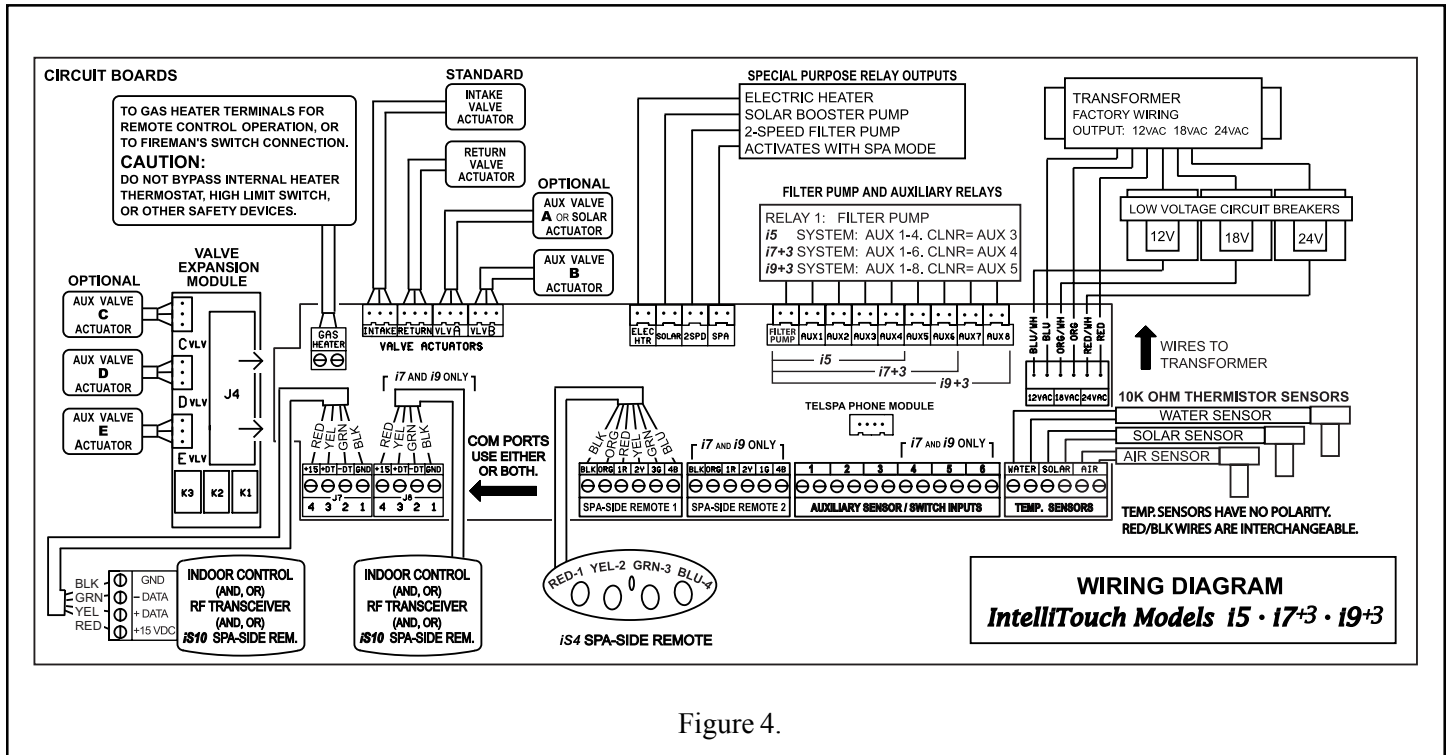 CIRCUIT BOARDS
TO GAS HEATER TERMINALS FOR
REMOTE CONTROL OPERATION, OR
TO FIREMAN'S SWITCH CONNECTION.
CAUTION:
DO NOT BYPASS INTERNAL HEATER
THERMOSTAT, HIGH LIMIT SWITCH,
OR OTHER SAFETY DEVICES.
STANDARD
INTAKE
VALVE
ACTUATOR
RETURN
VALVE
ACTUATOR
OPTIONAL
AUX VALVE
A OR SOLAR
ACTUATOR
AUX VALVE
B
ACTUATOR
SPECIAL PURPOSE RELAY OUTPUTS
ELECTRIC HEATER
SOLAR BOOSTER PUMP
2-SPEED FILTER PUMP
ACTIVATES WITH SPA MODE
FILTER PUMP AND AUXILIARY RELAYS
RELAY 1: FILTER PUMP
i5 SYSTEM: AUX 1-4. CLNR= AUX 3
i7+3 SYSTEM: AUX 1-6. CLNR= AUX 4
i9+3 SYSTEM: AUX 1-8. CLNR= AUX 5
TRANSFORMER
FACTORY WIRING
OUTPUT: 12VAC 18VAC 24VAC
LOW VOLTAGE CIRCUIT BREAKERS
12V 18V 24V
VALVE
EXPANSION
MODULE
OPTIONAL
AUX VALVE
C
ACTUATOR
AUX VALVE
D
ACTUATOR
AUX VALVE
E
ACTUATOR
C VLV
D VLV
E VLV
J4
K3 K2 K1
GAS
HEATER
INTAKE RETURN VLV A VLV B
VALVE ACTUATORS
ELEC
HTR SOLAR 2SPD SPA
FILTER
PUMP AUX1 AUX2 AUX3 AUX4 AUX5 AUX6 AUX7 AUX8
i5
i7+3
i9+3
BLU/WH BLU ORG/WH ORG RED/WH RED
12VAC 18VAC 24VAC
WIRES TO
TRANSFORMER
10K OHM THERMISTOR SENSORS
WATER SENSOR
SOLAR SENSOR
AIR SENSOR
TEMP. SENSORS HAVE NO POLARITY.
RED/BLK WIRES ARE INTERCHANGEABLE.
TELSPA PHONE MODULE
RED YEL GRN BLK
+15 +DT -DT GND
J7
4 3 2 1
i7 AND i9 ONLY
RED YEL GRN BLK
+15 +DT -DT GND
J8
4 3 2 1
COM PORTS
USE EITHER
OR BOTH.
BLK ORG RED YEL GRN BLU
BLK ORG 1R 2Y 3G 4B
SPA-SIDE REMOTE 1
i7 AND i9 ONLY
BLK ORG 1R 2Y 1G 4B
SPA-SIDE REMOTE 2
i7 AND i9 ONLY
1 2 3 4 5 6
AUXILIARY SENSOR / SWITCH INPUTS
WATER SOLAR AIR
TEMP. SENSORS
BLK GND
GRN – DATA
YEL + DATA
RED +15 VDC
INDOOR CONTROL
(AND, OR)
RF TRANSCEIVER
(AND, OR)
iS10 SPA-SIDE REM.
INDOOR CONTROL
(AND, OR)
RF TRANSCEIVER
(AND, OR)
iS10 SPA-SIDE REM.
RED-1 YEL-2 GRN-3 BLU-4
iS4 SPA-SIDE REMOTE
WIRING DIAGRAM
IntelliTouch Models i5 · i7+3 · i9+3
Figure 4.